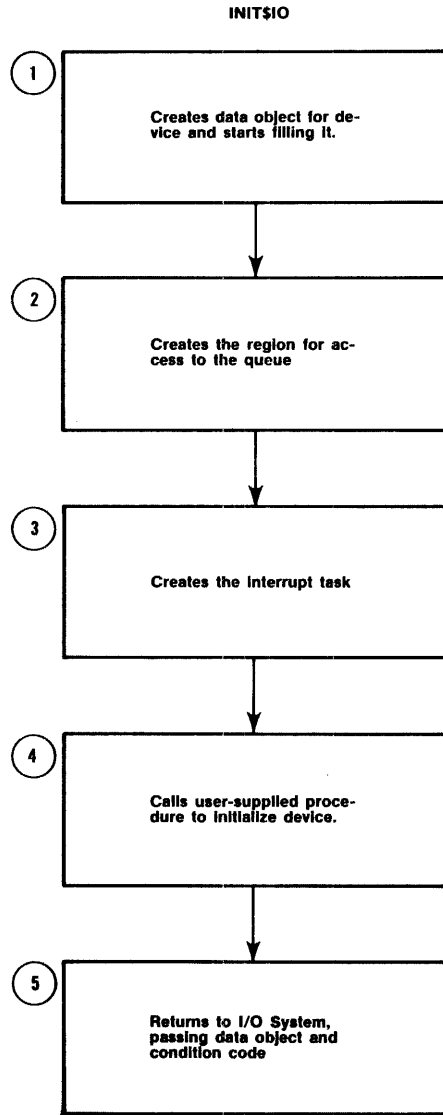 INIT$IO
1
Creates data object for de-
vice and starts filling it.
2
Creates the region for ac-
cess to the queue
3
Creates the interrupt task
4
Calls user-supplied proce-
dure to initialize device.
5
Returns to I/O System,
passing data object and
condition code